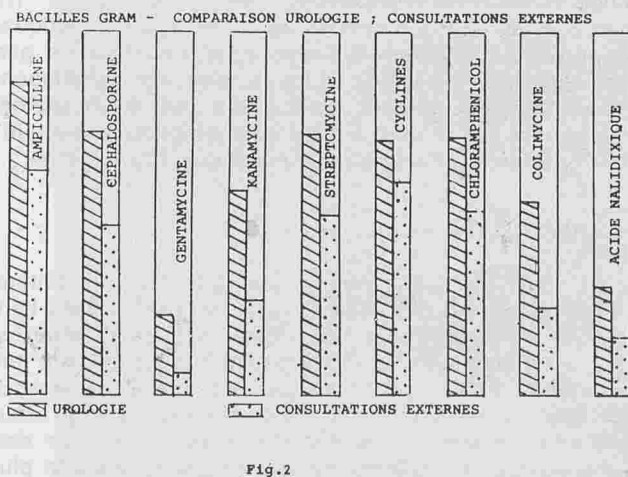 BACILLES GRAM - COMPARAISON UROLOGIE ; CONSULTATIONS EXTERNES
AMPICILLINE
CEPHALOSPORINE
GENTAMYCINE
KANAMYCINE
STREPTOMYCINE
CYCLINES
CHLORAMPHENICOL
COLIMYCINE
ACIDE NALIDIXIQUE
UROLOGIE
CONSULTATIONS EXTERNES
Fig.2